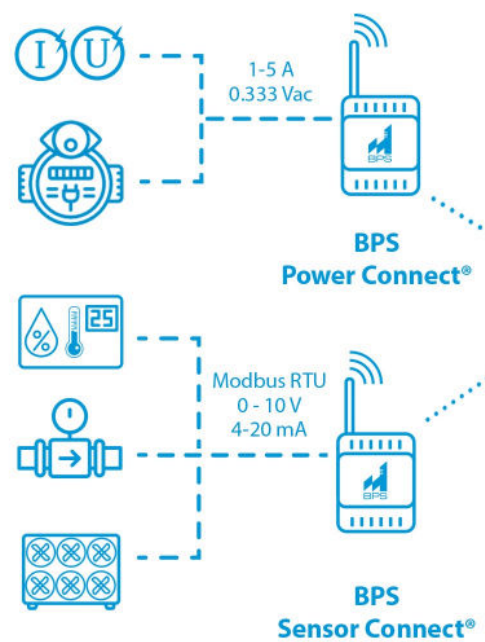 I U
1-5 A
0.333 Vac
BPS
BPS
Power Connect®
%
25
Modbus RTU
0 - 10 V
4-20 mA
BPS
BPS
Sensor Connect®